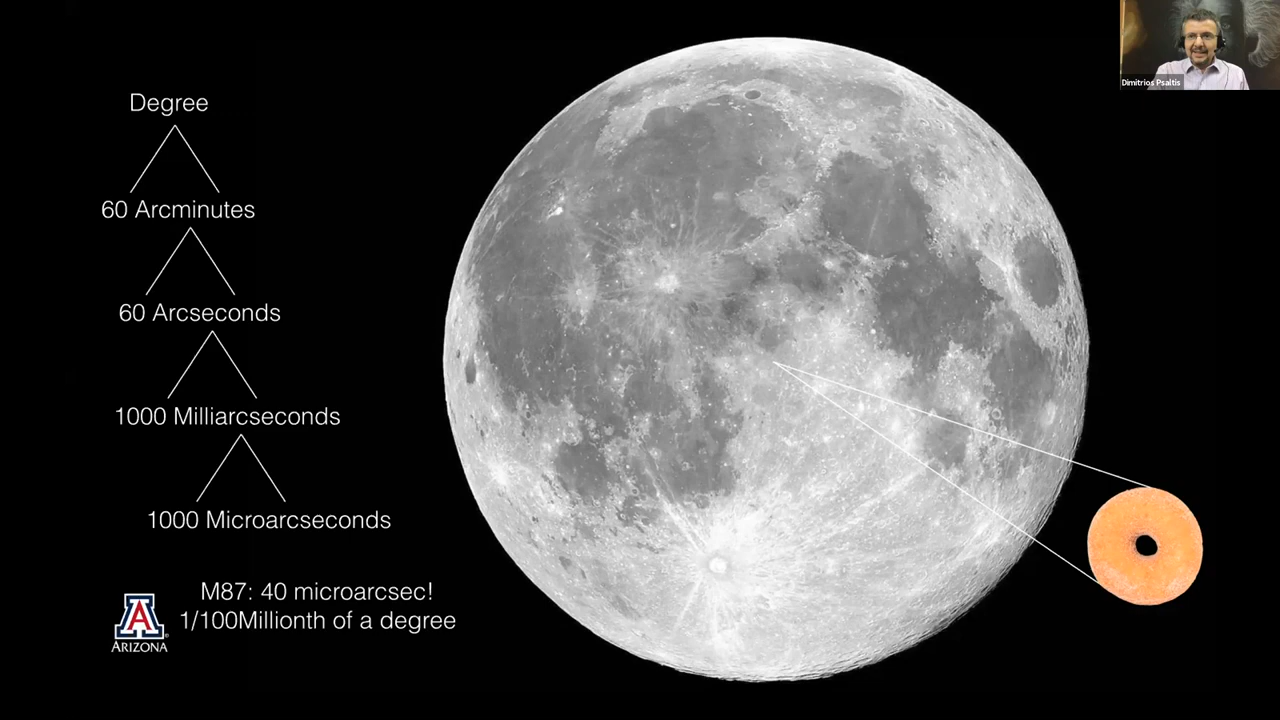 Degree
60 Arcminutes
60 Arcseconds
1000 Milliarcseconds
1000 Microarcseconds
M87: 40 microarcsec!
1/100Millionth of a degree
A
ARIZONA
Dimitrios Psaltis